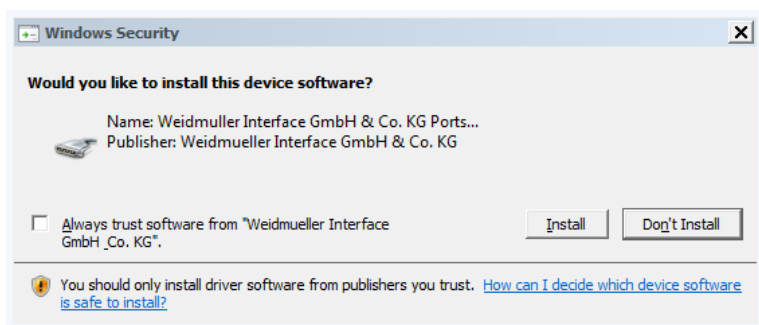 Windows Security
Would you like to install this device software?
Name: Weidmuller Interface GmbH & Co. KG Ports...
Publisher: Weidmueller Interface GmbH & Co. KG
Always trust software from "Weidmueller Interface
GmbH _Co. KG".
Install
Don't Install
You should only install driver software from publishers you trust. How can I decide which device software
is safe to install?